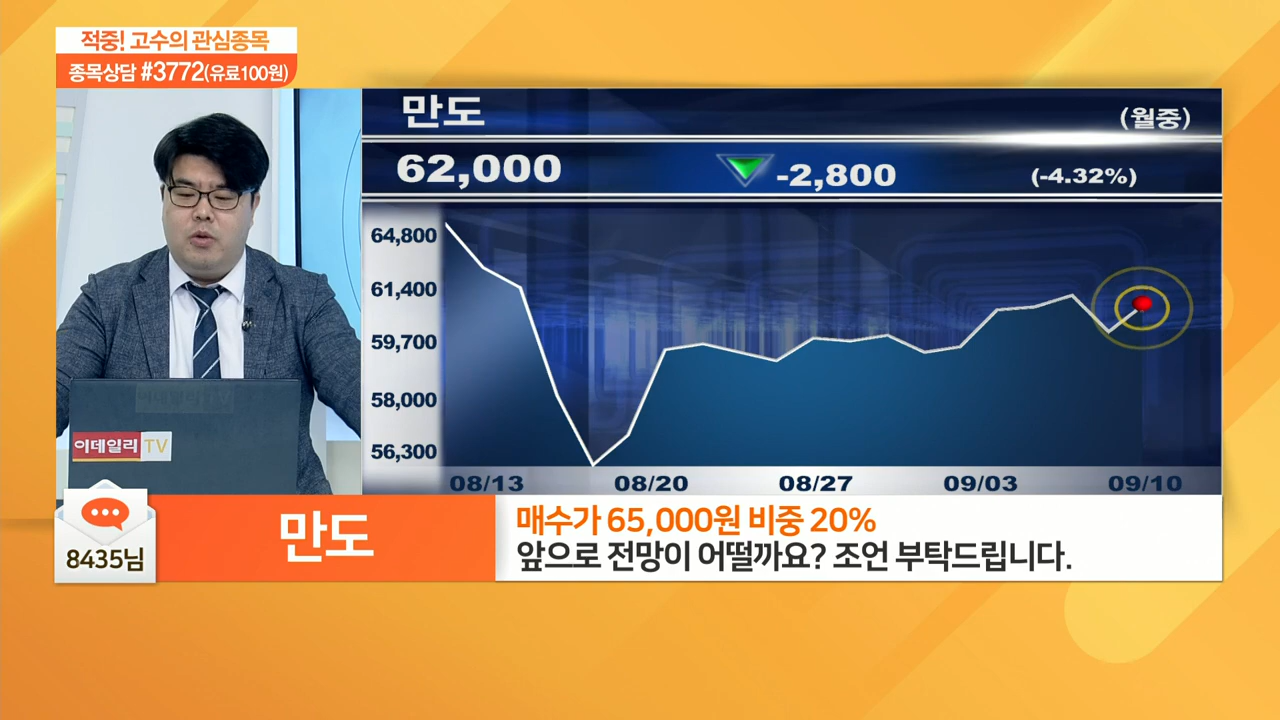 적중! 고수의 관심종목
종목상담 #3772(유료100원)
만도
(월중)
62,000
-2,800
(-4.32%)
64,800
61,400
59,700
58,000
56,300
08/13
08/20
08/27
09/03
09/10
이데일리TV
8435님
만도
매수가 65,000원 비중 20%
앞으로 전망이 어떨까요? 조언 부탁드립니다.